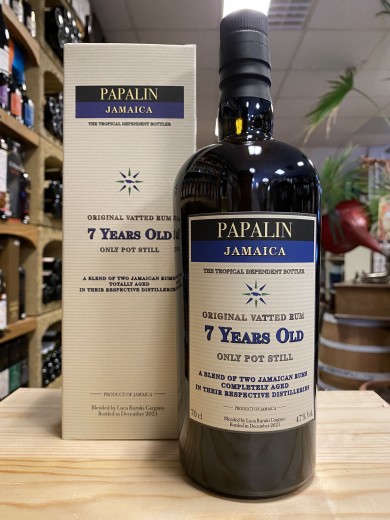 PAPALIN
JAMAICA
THE TROPICAL DEPENDENT BOTTLER
ORIGINAL VATTED RUM
7 YEARS OLD
ONLY POT STILL
A BLEND OF TWO JAMAICAN RUMS
TOTALLY AGED
IN THEIR RESPECTIVE DISTILLERIES
PRODUCT OF JAMAICA
Blended by Luca
Bottled in December 2021
PAPALIN
JAMAICA
THE TROPICAL DEPENDENT BOTTLER
ORIGINAL VATTED RUM
7 YEARS OLD
ONLY POT STILL
A BLEND OF TWO JAMAICAN RUMS
COMPLETELY AGED
IN THEIR RESPECTIVE DISTILLERIES
PRODUCT OF JAMAICA
70 cl
Blended by Luca
Bottled in December 2021
47% Vol.